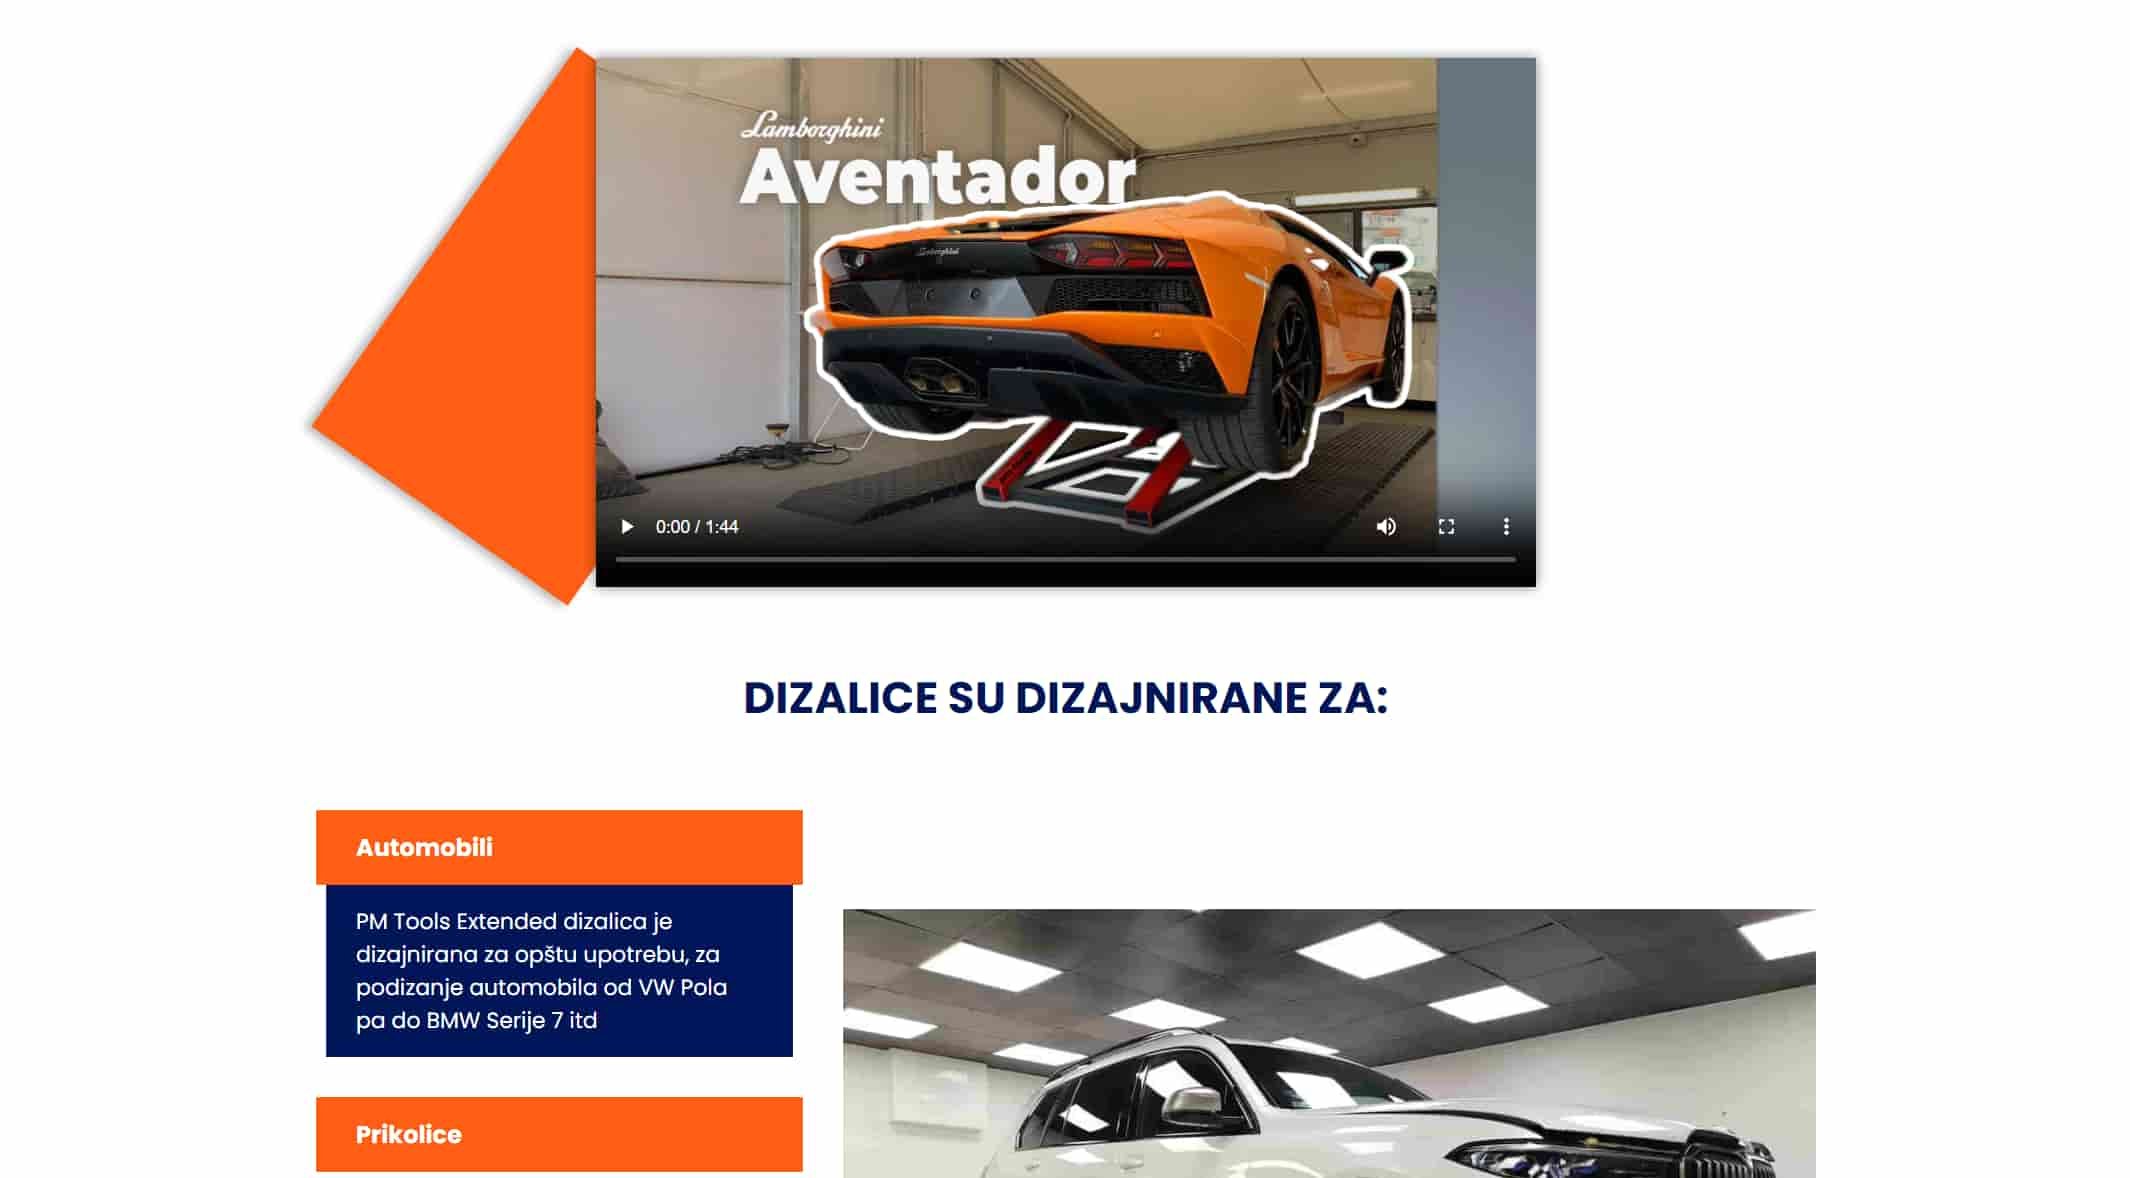 Lamborghini
Aventador
Lamborghini
0:00 / 1:44
DIZALICE SU DIZAJNIRANE ZA:
Automobili
PM Tools Extended dizalica je
dizajnirana za opštu upotrebu, za
podizanje automobila od VW Pola
pa do BMW Serije 7 itd
Prikolice